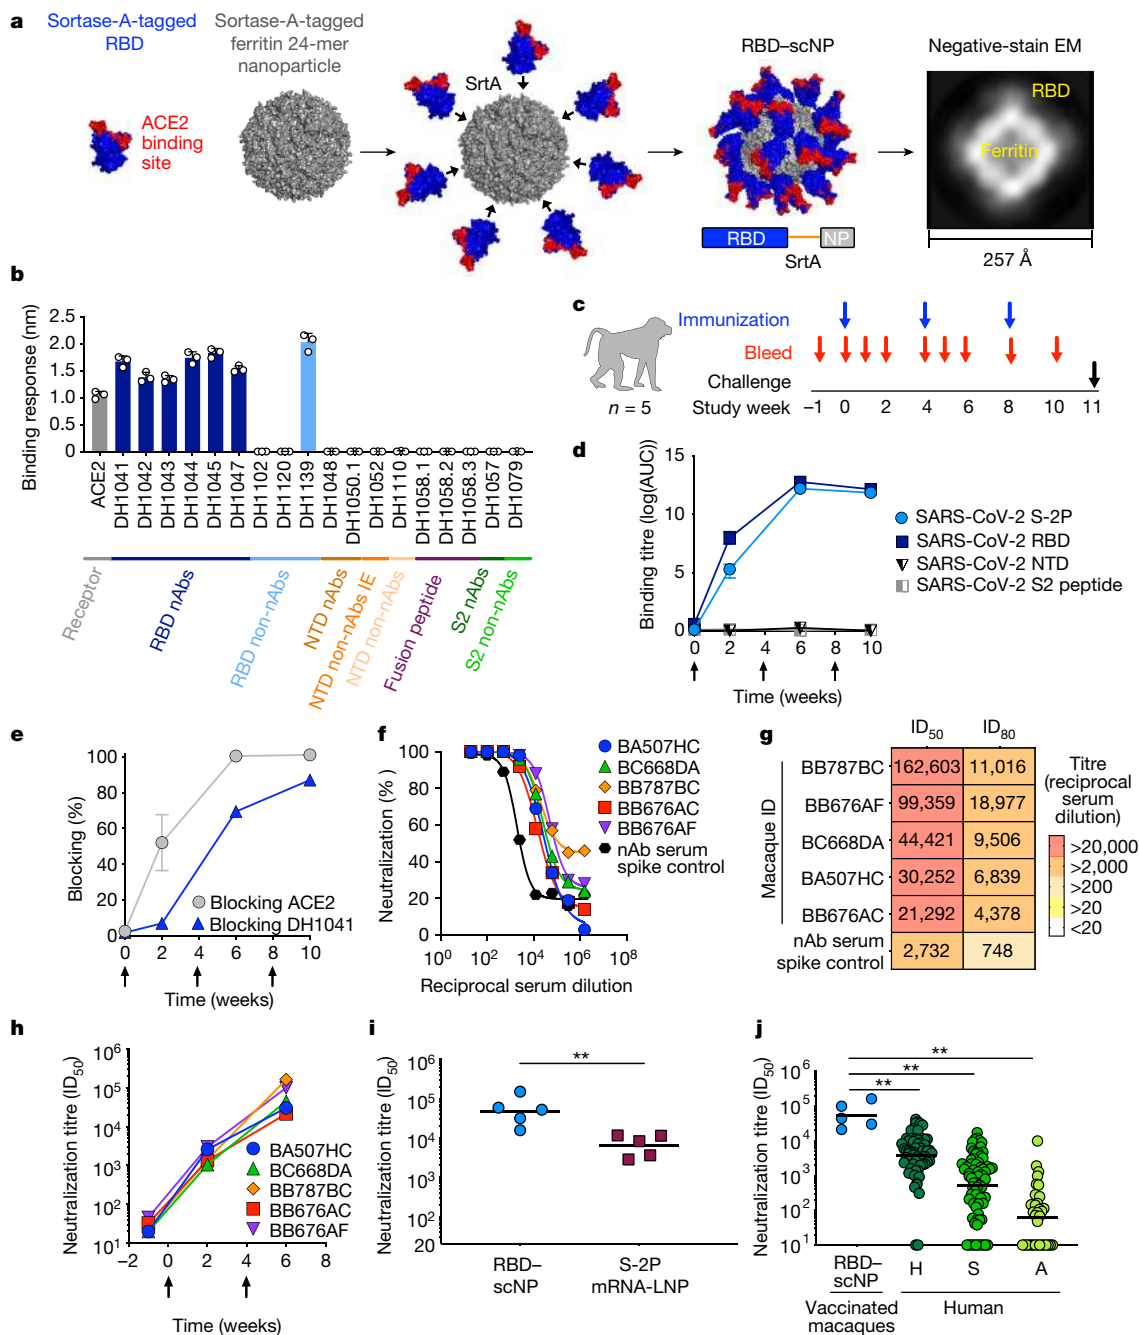 a
Sortase-A-tagged
RBD
Sortase-A-tagged
ferritin 24-mer
nanoparticle
ACE2
binding
site
SrtA
RBD–scNP
RBD
NP
SrtA
Negative-stain EM
RBD
Ferritin
257 Å
b
Binding response (nm)
2.5
2.0
1.5
1.0
0.5
0
ACE2
DH1041
DH1042
DH1043
DH1044
DH1045
DH1047
DH1102
DH1120
DH1139
DH1048
DH1050.1
DH1052
DH1110
DH1058.1
DH1058.2
DH1058.3
DH1057
DH1079
Receptor
RBD nAbs
RBD non-nAbs
NTD nAbs
NTD non-nAbs IE
NTD non-nAbs
Fusion peptide
S2 nAbs
S2 non-nAbs
c
n = 5
Immunization
Bleed
Challenge
Study week
–1 0 2 4 6 8 10 11
d
Binding titre (log(AUC))
15
10
5
0
0 2 4 6 8 10
Time (weeks)
SARS-CoV-2 S-2P
SARS-CoV-2 RBD
SARS-CoV-2 NTD
SARS-CoV-2 S2 peptide
e
Blocking (%)
100
80
60
40
20
0
0 2 4 6 8 10
Time (weeks)
Blocking ACE2
Blocking DH1041
f
Neutralization (%)
100
80
60
40
20
0
10² 10⁴ 10⁶ 10⁸
Reciprocal serum dilution
BA507HC
BC668DA
BB787BC
BB676AC
BB676AF
nAb serum
spike control
g
ID₅₀ ID₈₀
Macaque ID
BB787BC 162,603 11,016
BB676AF 99,359 18,977
BC668DA 44,421 9,506
BA507HC 30,252 6,839
BB676AC 21,292 4,378
nAb serum
spike control 2,732 748
Titre
(reciprocal
serum
dilution)
>20,000
>2,000
>200
>20
<20
h
Neutralization titre (ID₅₀)
10⁶
10⁵
10⁴
10³
10²
10¹
–2 0 2 4 6 8
Time (weeks)
BA507HC
BC668DA
BB787BC
BB676AC
BB676AF
i
Neutralization titre (ID₅₀)
10⁶
10⁵
10⁴
10³
10²
20
**
RBD–
scNP
S-2P
mRNA-LNP
j
Neutralization titre (ID₅₀)
10⁶
10⁵
10⁴
10³
10²
10¹
**
**
**
RBD–
scNP
H S A
Vaccinated
macaques
Human